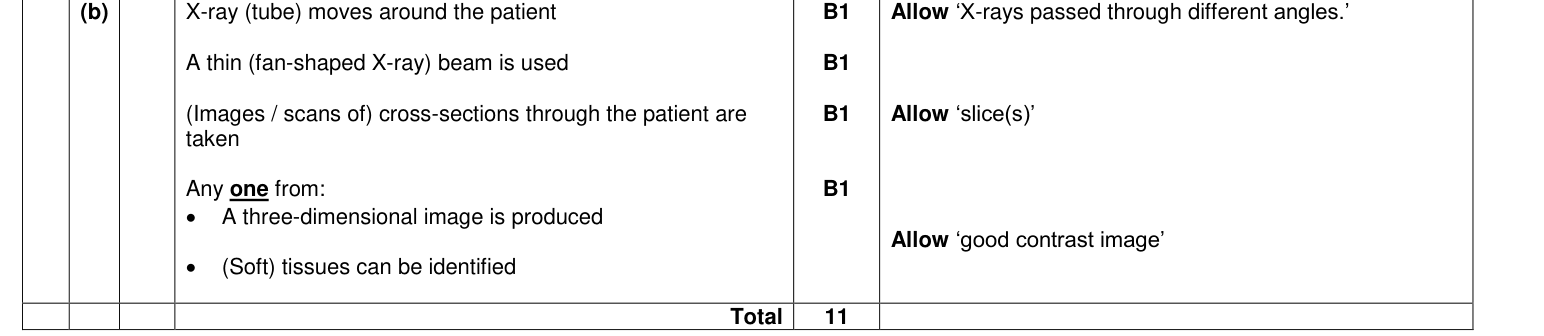 (b) X-ray (tube) moves around the patient B1 Allow ‘X-rays passed through different angles.’
A thin (fan-shaped X-ray) beam is used B1
(Images / scans of) cross-sections through the patient are B1 Allow ‘slice(s)’
taken
Any one from: B1
• A three-dimensional image is produced
Allow ‘good contrast image’
• (Soft) tissues can be identified
Total 11